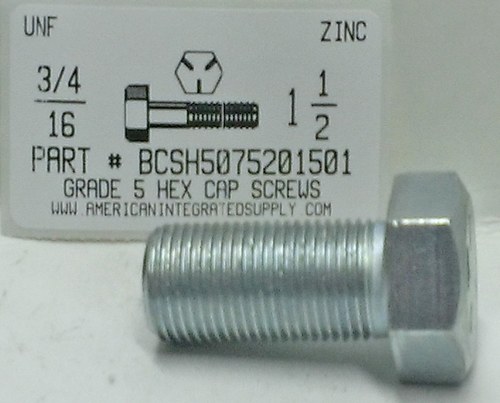 UNF ZINC
3/4
16
1 1/2
PART # BCSH5075201501
GRADE 5 HEX CAP SCREWS
WWW.AMERICANINTEGRATEDSUPPLY.COM